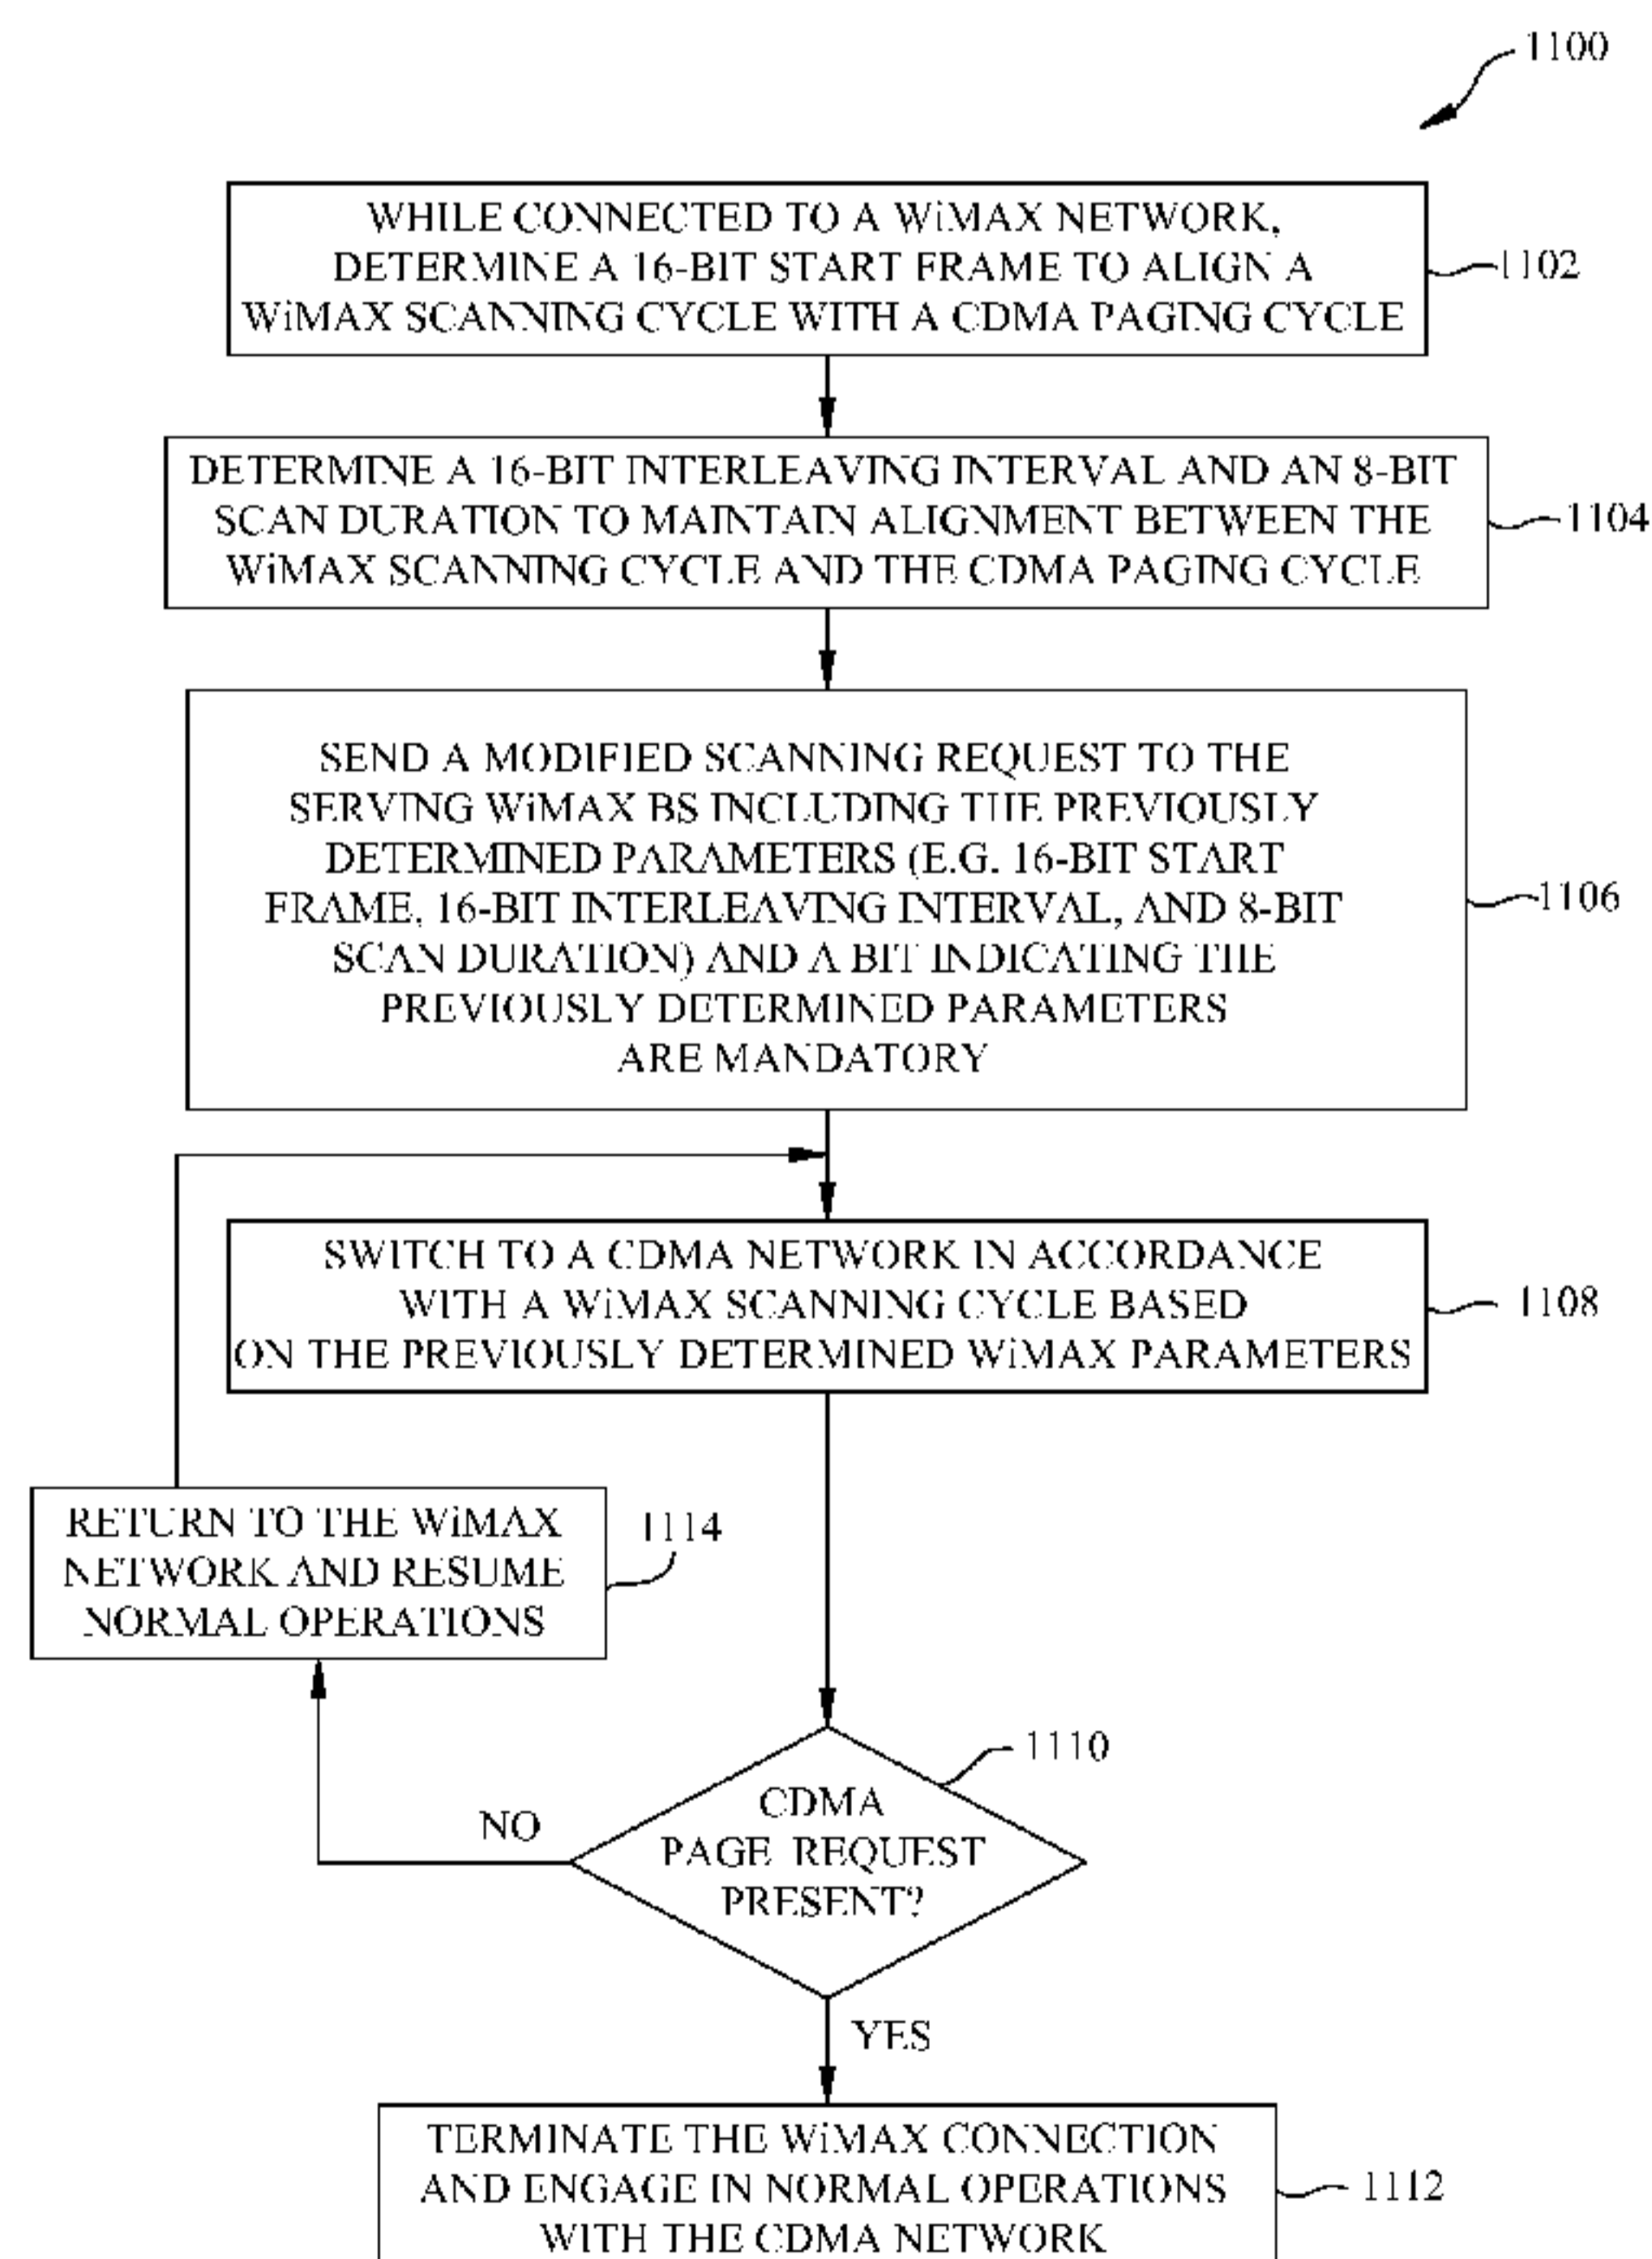 1100
WHILE CONNECTED TO A WiMAX NETWORK,
DETERMINE A 16-BIT START FRAME TO ALIGN A
WiMAX SCANNING CYCLE WITH A CDMA PAGING CYCLE
1102
DETERMINE A 16-BIT INTERLEAVING INTERVAL AND AN 8-BIT
SCAN DURATION TO MAINTAIN ALIGNMENT BETWEEN THE
WiMAX SCANNING CYCLE AND THE CDMA PAGING CYCLE
1104
SEND A MODIFIED SCANNING REQUEST TO THE
SERVING WiMAX BS INCLUDING THE PREVIOUSLY
DETERMINED PARAMETERS (E.G. 16-BIT START
FRAME, 16-BIT INTERLEAVING INTERVAL, AND 8-BIT
SCAN DURATION) AND A BIT INDICATING THE
PREVIOUSLY DETERMINED PARAMETERS
ARE MANDATORY
1106
SWITCH TO A CDMA NETWORK IN ACCORDANCE
WITH A WiMAX SCANNING CYCLE BASED
ON THE PREVIOUSLY DETERMINED WiMAX PARAMETERS
1108
RETURN TO THE WiMAX
NETWORK AND RESUME
NORMAL OPERATIONS
1114
1110
CDMA
PAGE REQUEST
PRESENT?
NO
YES
TERMINATE THE WiMAX CONNECTION
AND ENGAGE IN NORMAL OPERATIONS
WITH THE CDMA NETWORK
1112